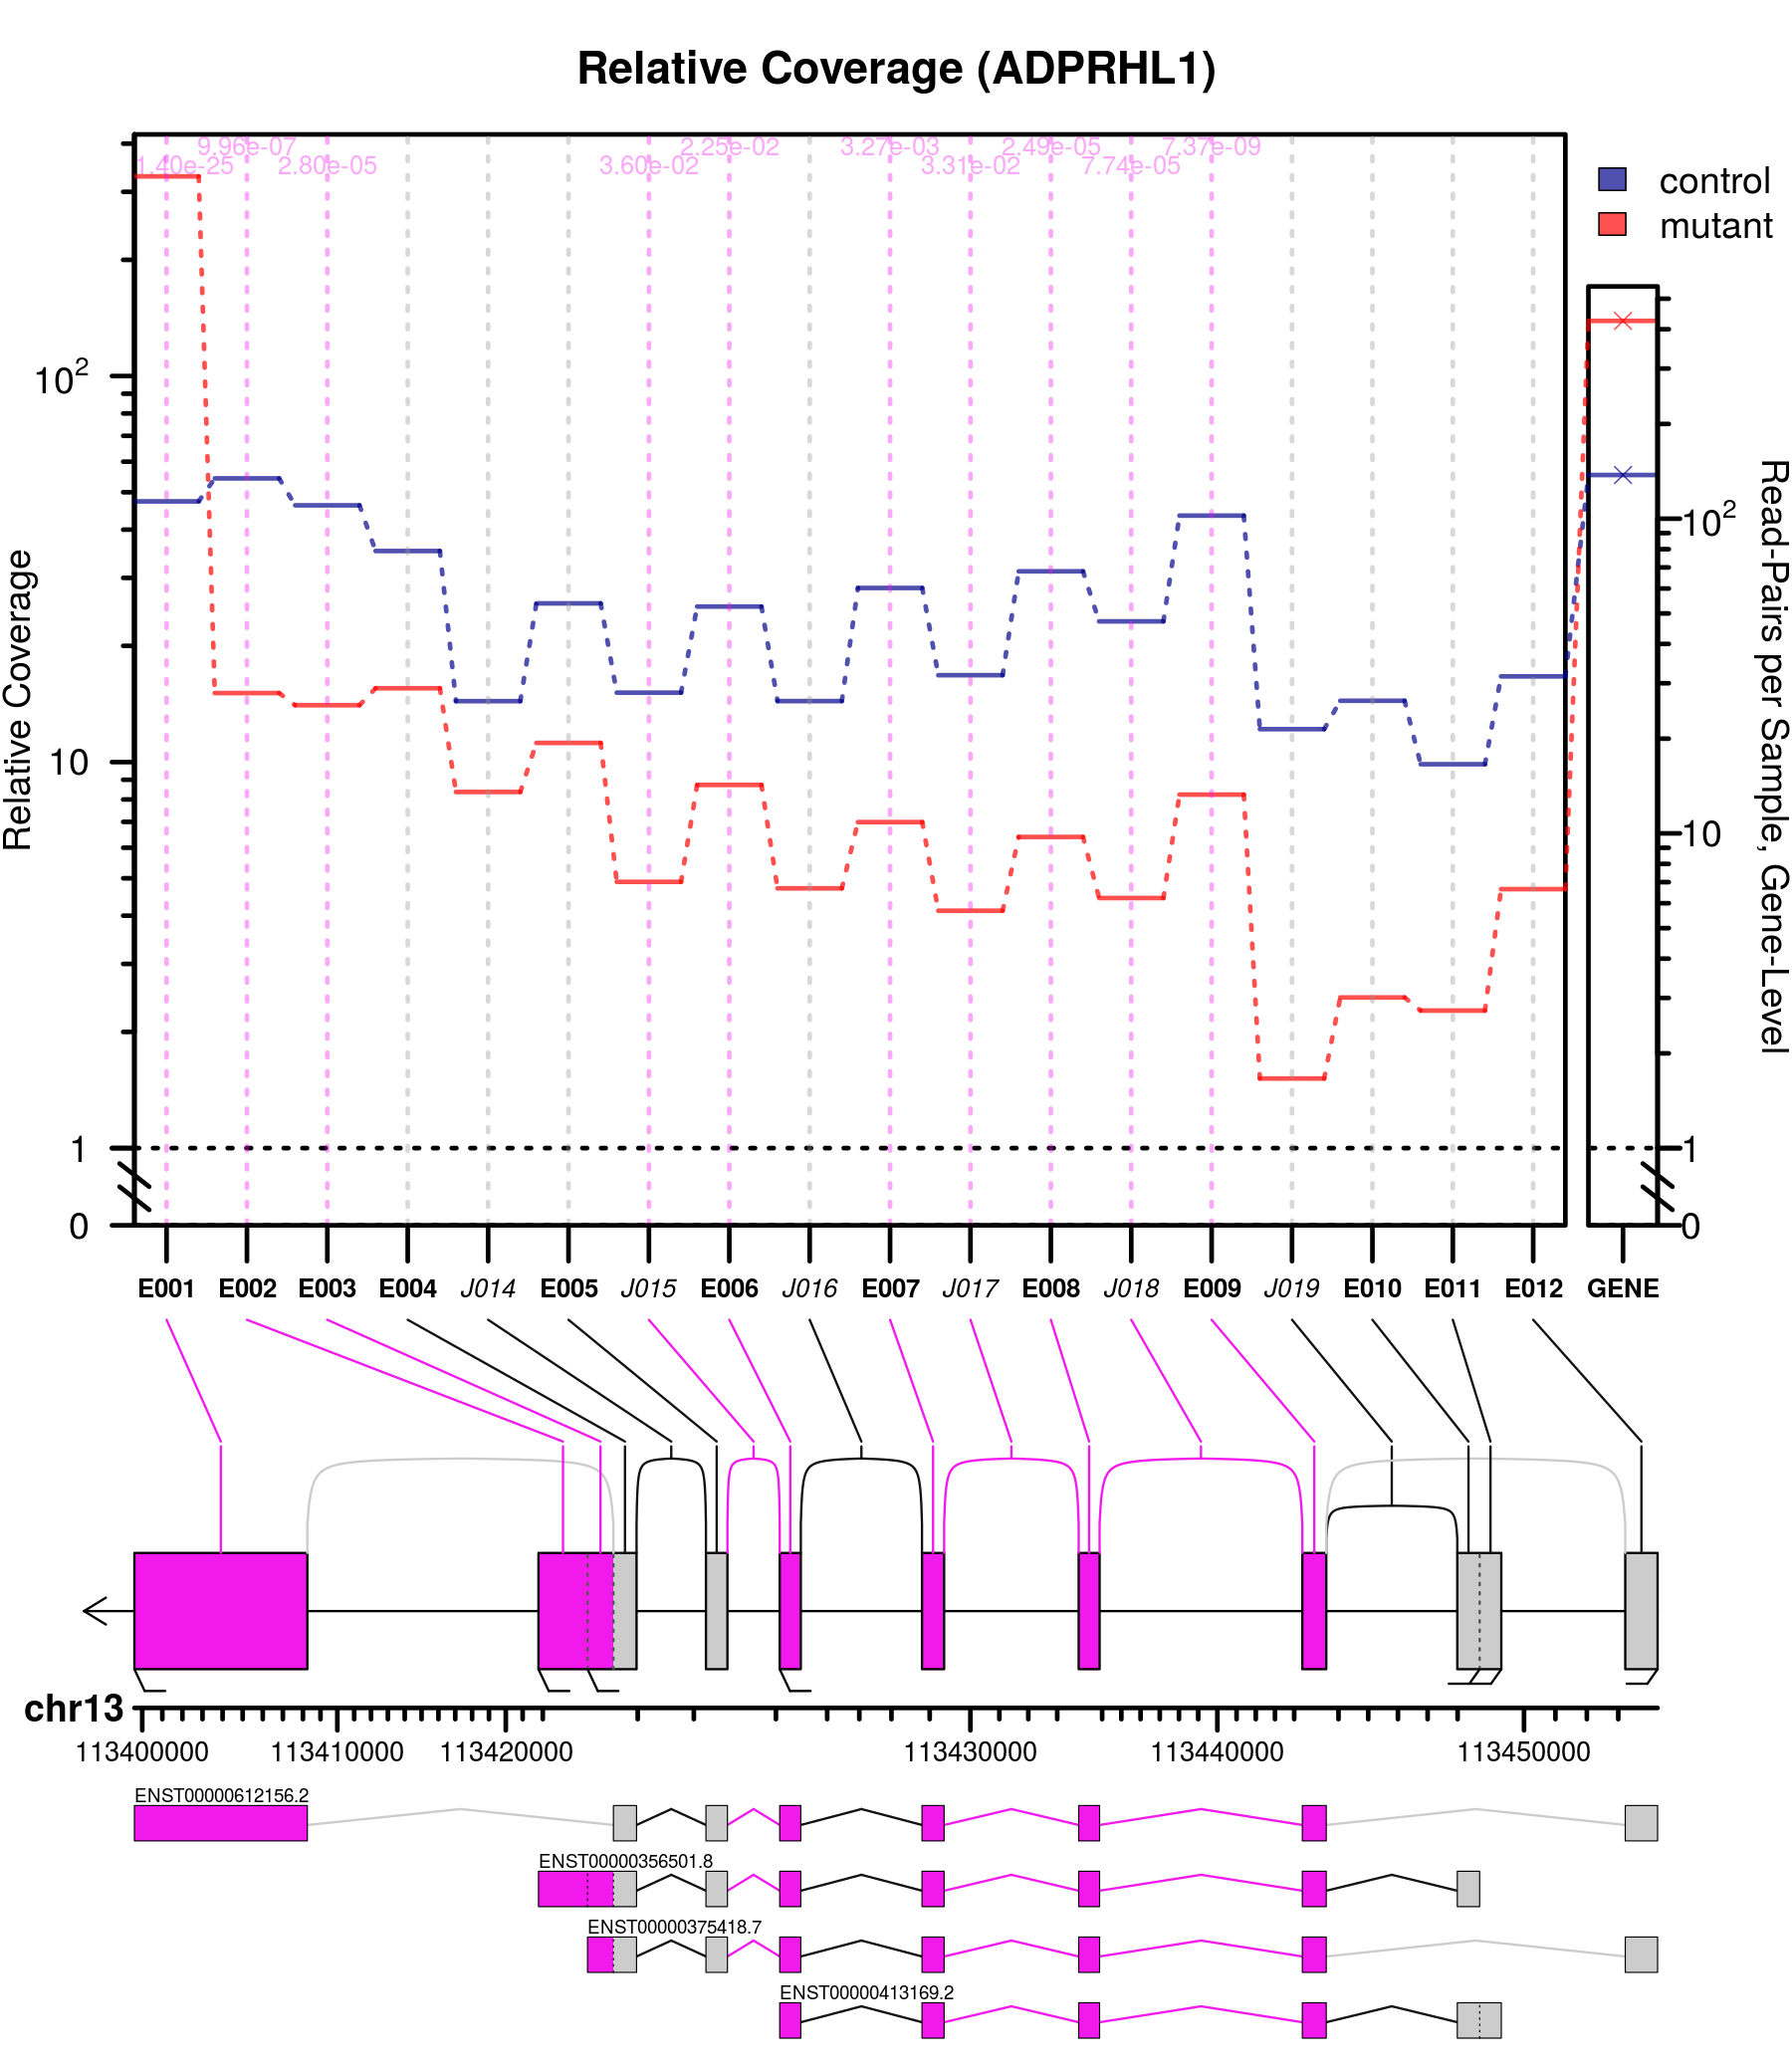 Relative Coverage (ADPRHL1)
9.96e-07 2.25e-02 3.27e-03 2.49e-05 7.37e-09
1.40e-25 2.80e-05 3.60e-02 3.31e-02 7.74e-05
control
mutant
Relative Coverage
10²
10
1
0
Read-Pairs per Sample, Gene-Level
10²
10
1
0
E001 E002 E003 E004 J014 E005 J015 E006 J016 E007 J017 E008 J018 E009 J019 E010 E011 E012 GENE
chr13
113400000 113410000 113420000 113430000 113440000 113450000
ENST00000612156.2
ENST00000356501.8
ENST00000375418.7
ENST00000413169.2